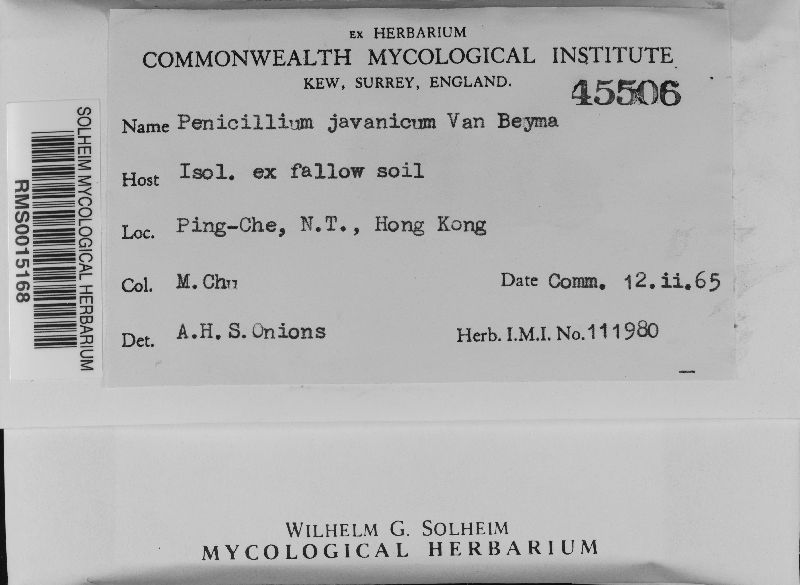 EX HERBARIUM
COMMONWEALTH MYCOLOGICAL INSTITUTE
KEW, SURREY, ENGLAND.
45506
Name Penicillium javanicum Van Beyma
Host Isol. ex fallow soil
Loc. Ping-Che, N.T., Hong Kong
Col. M. Chu Date Comm. 12.ii.65
Det. A.H.S.Onions Herb. I.M.I. No. 111980
SOLHEIM MYCOLOGICAL HERBARIUM
RMS0015168
WILHELM G. SOLHEIM
MYCOLOGICAL HERBARIUM